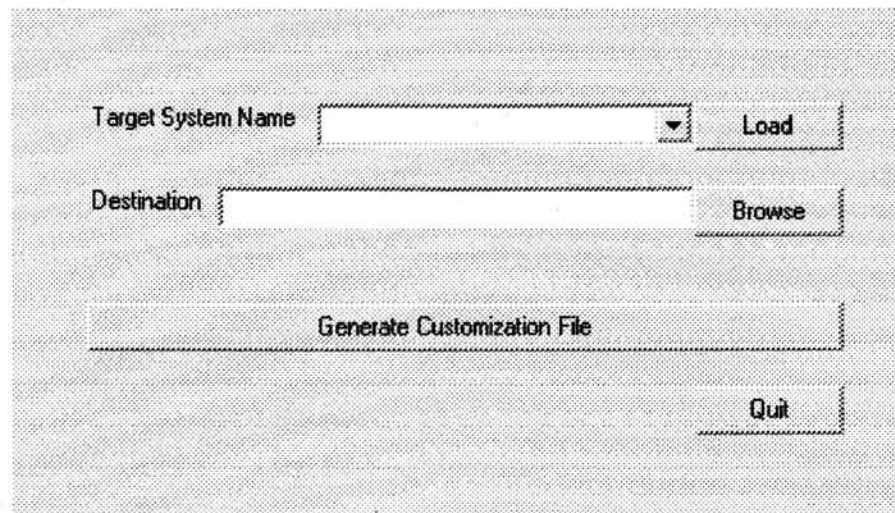 Target System Name Load
Destination Browse
Generate Customization File
Quit